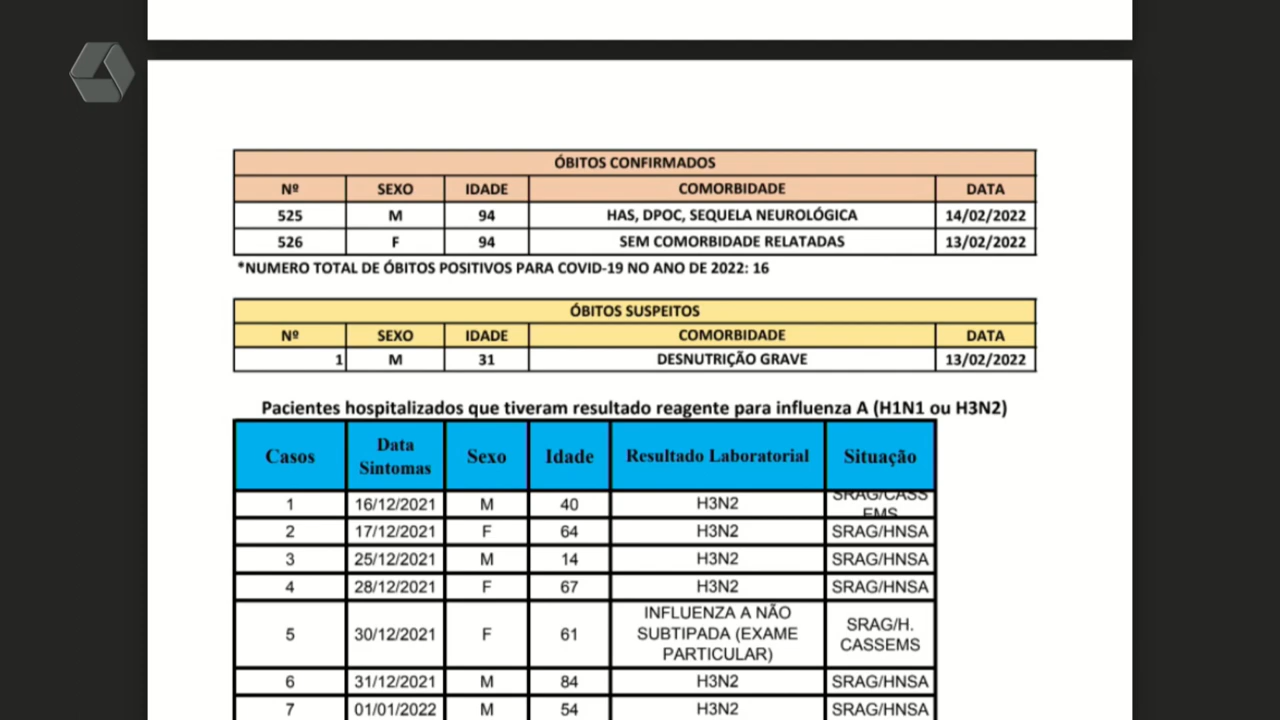 ÓBITOS CONFIRMADOS
Nº SEXO IDADE COMORBIDADE DATA
525 M 94 HAS, DPOC, SEQUELA NEUROLÓGICA 14/02/2022
526 F 94 SEM COMORBIDADE RELATADAS 13/02/2022
*NUMERO TOTAL DE ÓBITOS POSITIVOS PARA COVID-19 NO ANO DE 2022: 16
ÓBITOS SUSPEITOS
Nº SEXO IDADE COMORBIDADE DATA
1 M 31 DESNUTRIÇÃO GRAVE 13/02/2022
Pacientes hospitalizados que tiveram resultado reagente para influenza A (H1N1 ou H3N2)
Casos Data Sintomas Sexo Idade Resultado Laboratorial Situação
1 16/12/2021 M 40 H3N2 SRAG/CASS
EMS
2 17/12/2021 F 64 H3N2 SRAG/HNSA
3 25/12/2021 M 14 H3N2 SRAG/HNSA
4 28/12/2021 F 67 H3N2 SRAG/HNSA
5 30/12/2021 F 61 INFLUENZA A NÃO SUBTIPADA (EXAME PARTICULAR) SRAG/H. CASSEMS
6 31/12/2021 M 84 H3N2 SRAG/HNSA
7 01/01/2022 M 54 H3N2 SRAG/HNSA